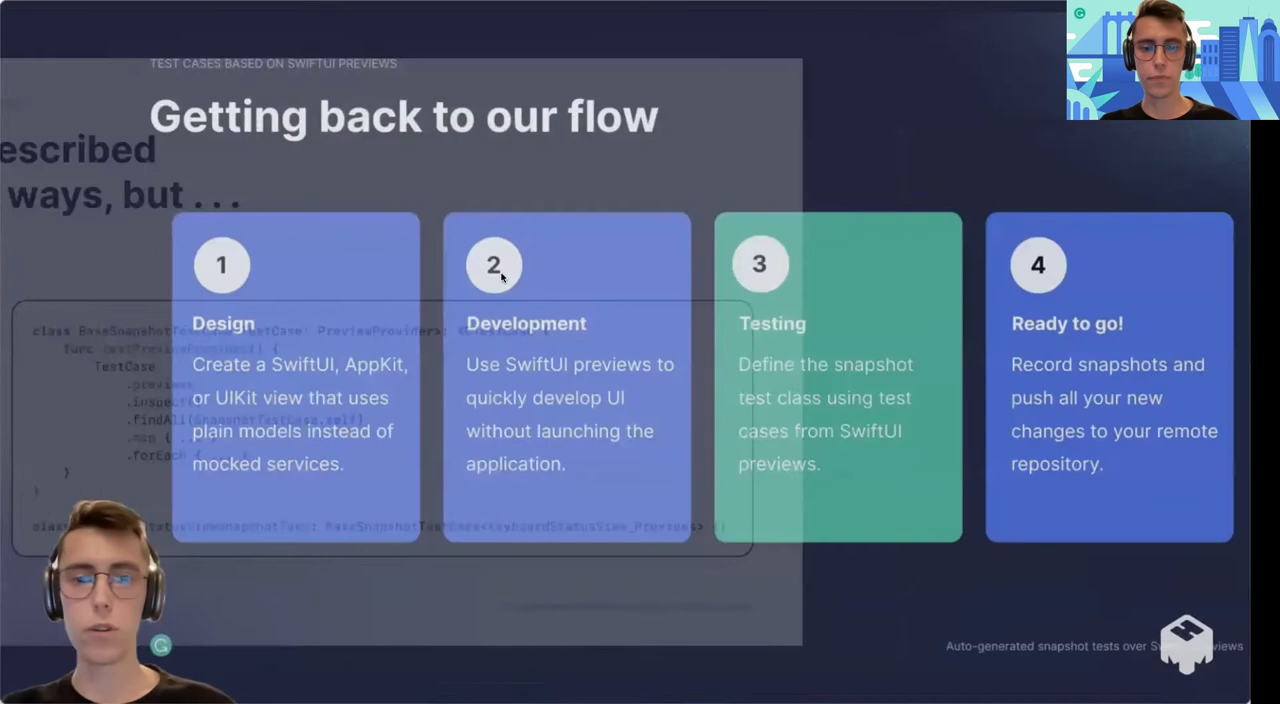 TEST CASES BASED ON SWIFTUI PREVIEWS
Getting back to our flow
escribed
ways, but . . .
1
Design
Create a SwiftUI, AppKit,
or UIKit view that uses
plain models instead of
mocked services.
2
Development
Use SwiftUI previews to
quickly develop UI
without launching the
application.
3
Testing
Define the snapshot
test class using test
cases from SwiftUI
previews.
4
Ready to go!
Record snapshots and
push all your new
changes to your remote
repository.
TestCase
}
}
Auto-generated snapshot tests over